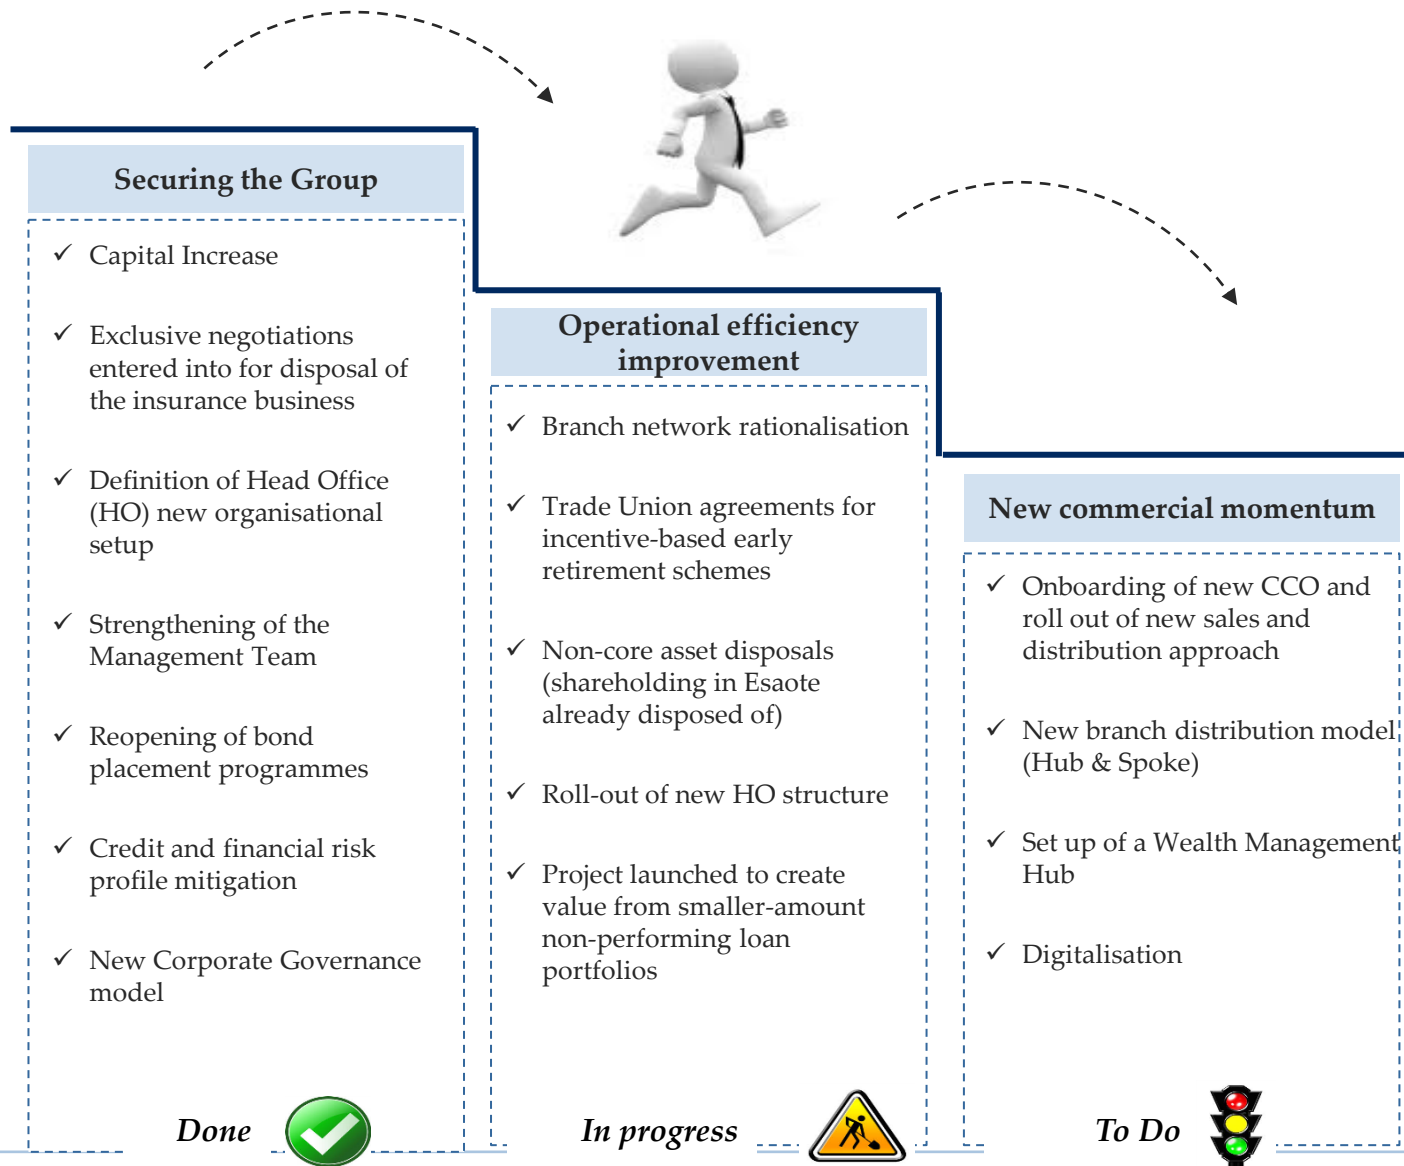 Securing the Group
✓ Capital Increase
✓ Exclusive negotiations
entered into for disposal of
the insurance business
✓ Definition of Head Office
(HO) new organisational
setup
✓ Strengthening of the
Management Team
✓ Reopening of bond
placement programmes
✓ Credit and financial risk
profile mitigation
✓ New Corporate Governance
model
Done
Operational efficiency
improvement
✓ Branch network rationalisation
✓ Trade Union agreements for
incentive-based early
retirement schemes
✓ Non-core asset disposals
(shareholding in Esaote
already disposed of)
✓ Roll-out of new HO structure
✓ Project launched to create
value from smaller-amount
non-performing loan
portfolios
In progress
New commercial momentum
✓ Onboarding of new CCO and
roll out of new sales and
distribution approach
✓ New branch distribution model
(Hub & Spoke)
✓ Set up of a Wealth Management
Hub
✓ Digitalisation
To Do